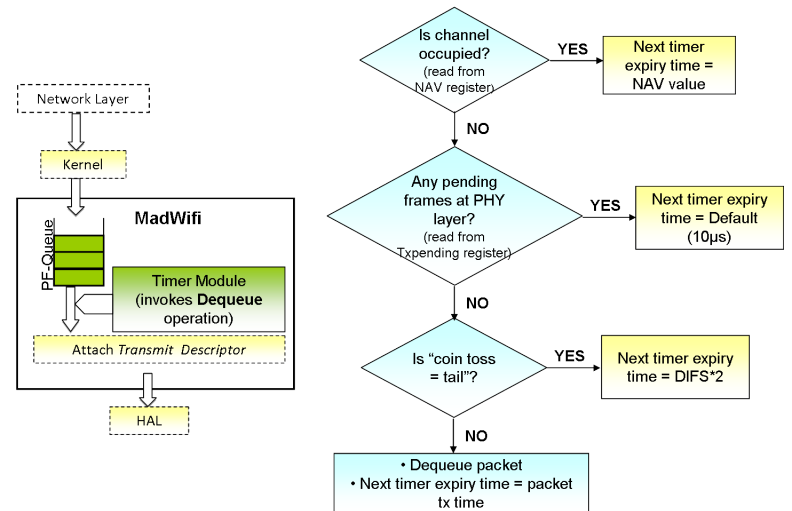 Network Layer
Kernel
MadWifi
PF-Queue
Timer Module
(invokes Dequeue
operation)
Attach Transmit Descriptor
HAL
Is channel
occupied?
(read from
NAV register)
YES
Next timer
expiry time =
NAV value
NO
Any pending
frames at PHY
layer?
(read from
Txpending register)
YES
Next timer expiry
time = Default
(10µs)
NO
Is “coin toss
= tail”?
YES
Next timer expiry
time = DIFS*2
NO
• Dequeue packet
• Next timer expiry time = packet
tx time